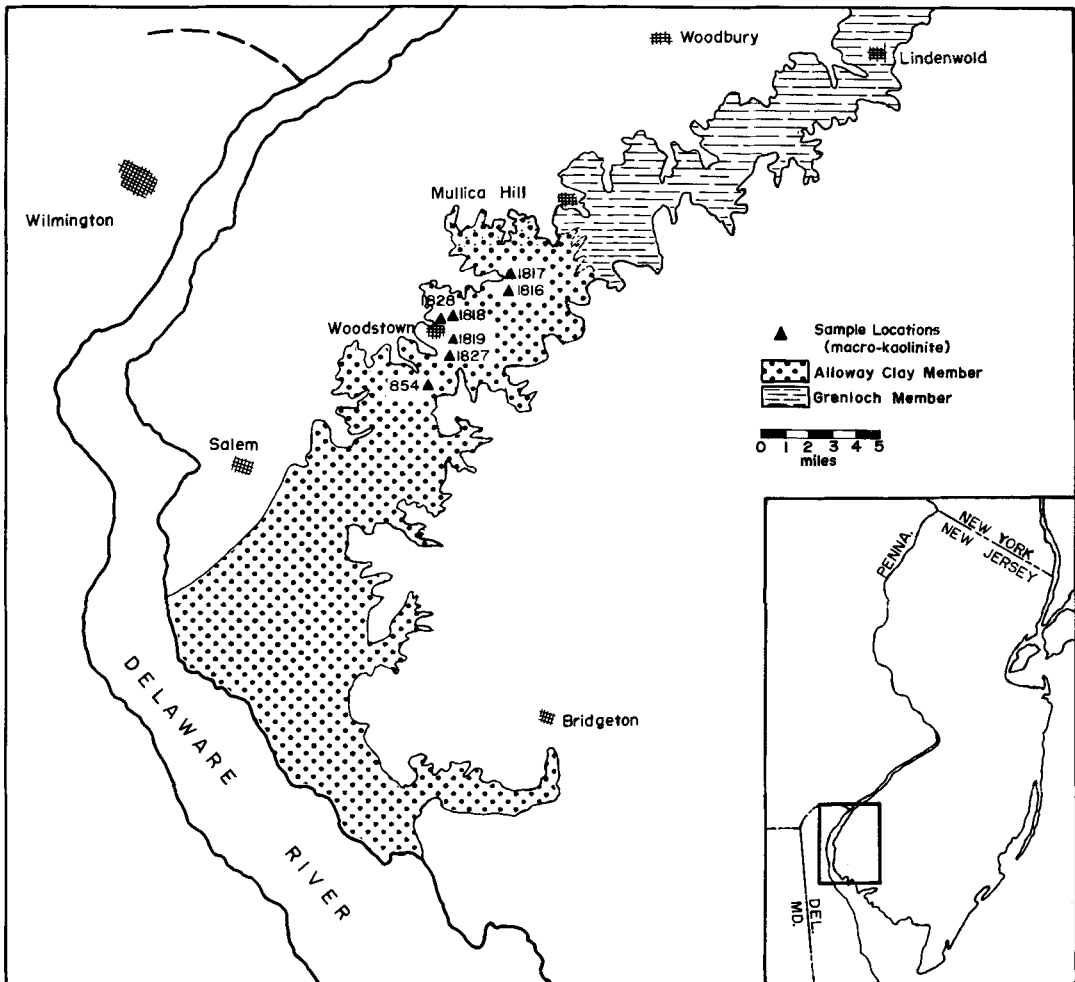 Woodbury
Lindenwold
Wilmington
Mullica Hill
1817
1816
1828
1818
Woodstown
1819
1827
854
Salem
Sample Locations
(macro-kaolinite)
Alloway Clay Member
Grenloch Member
0 1 2 3 4 5
miles
Bridgeton
DELAWARE
RIVER
PENNA.
NEW YORK
NEW JERSEY
DEL.
MD.